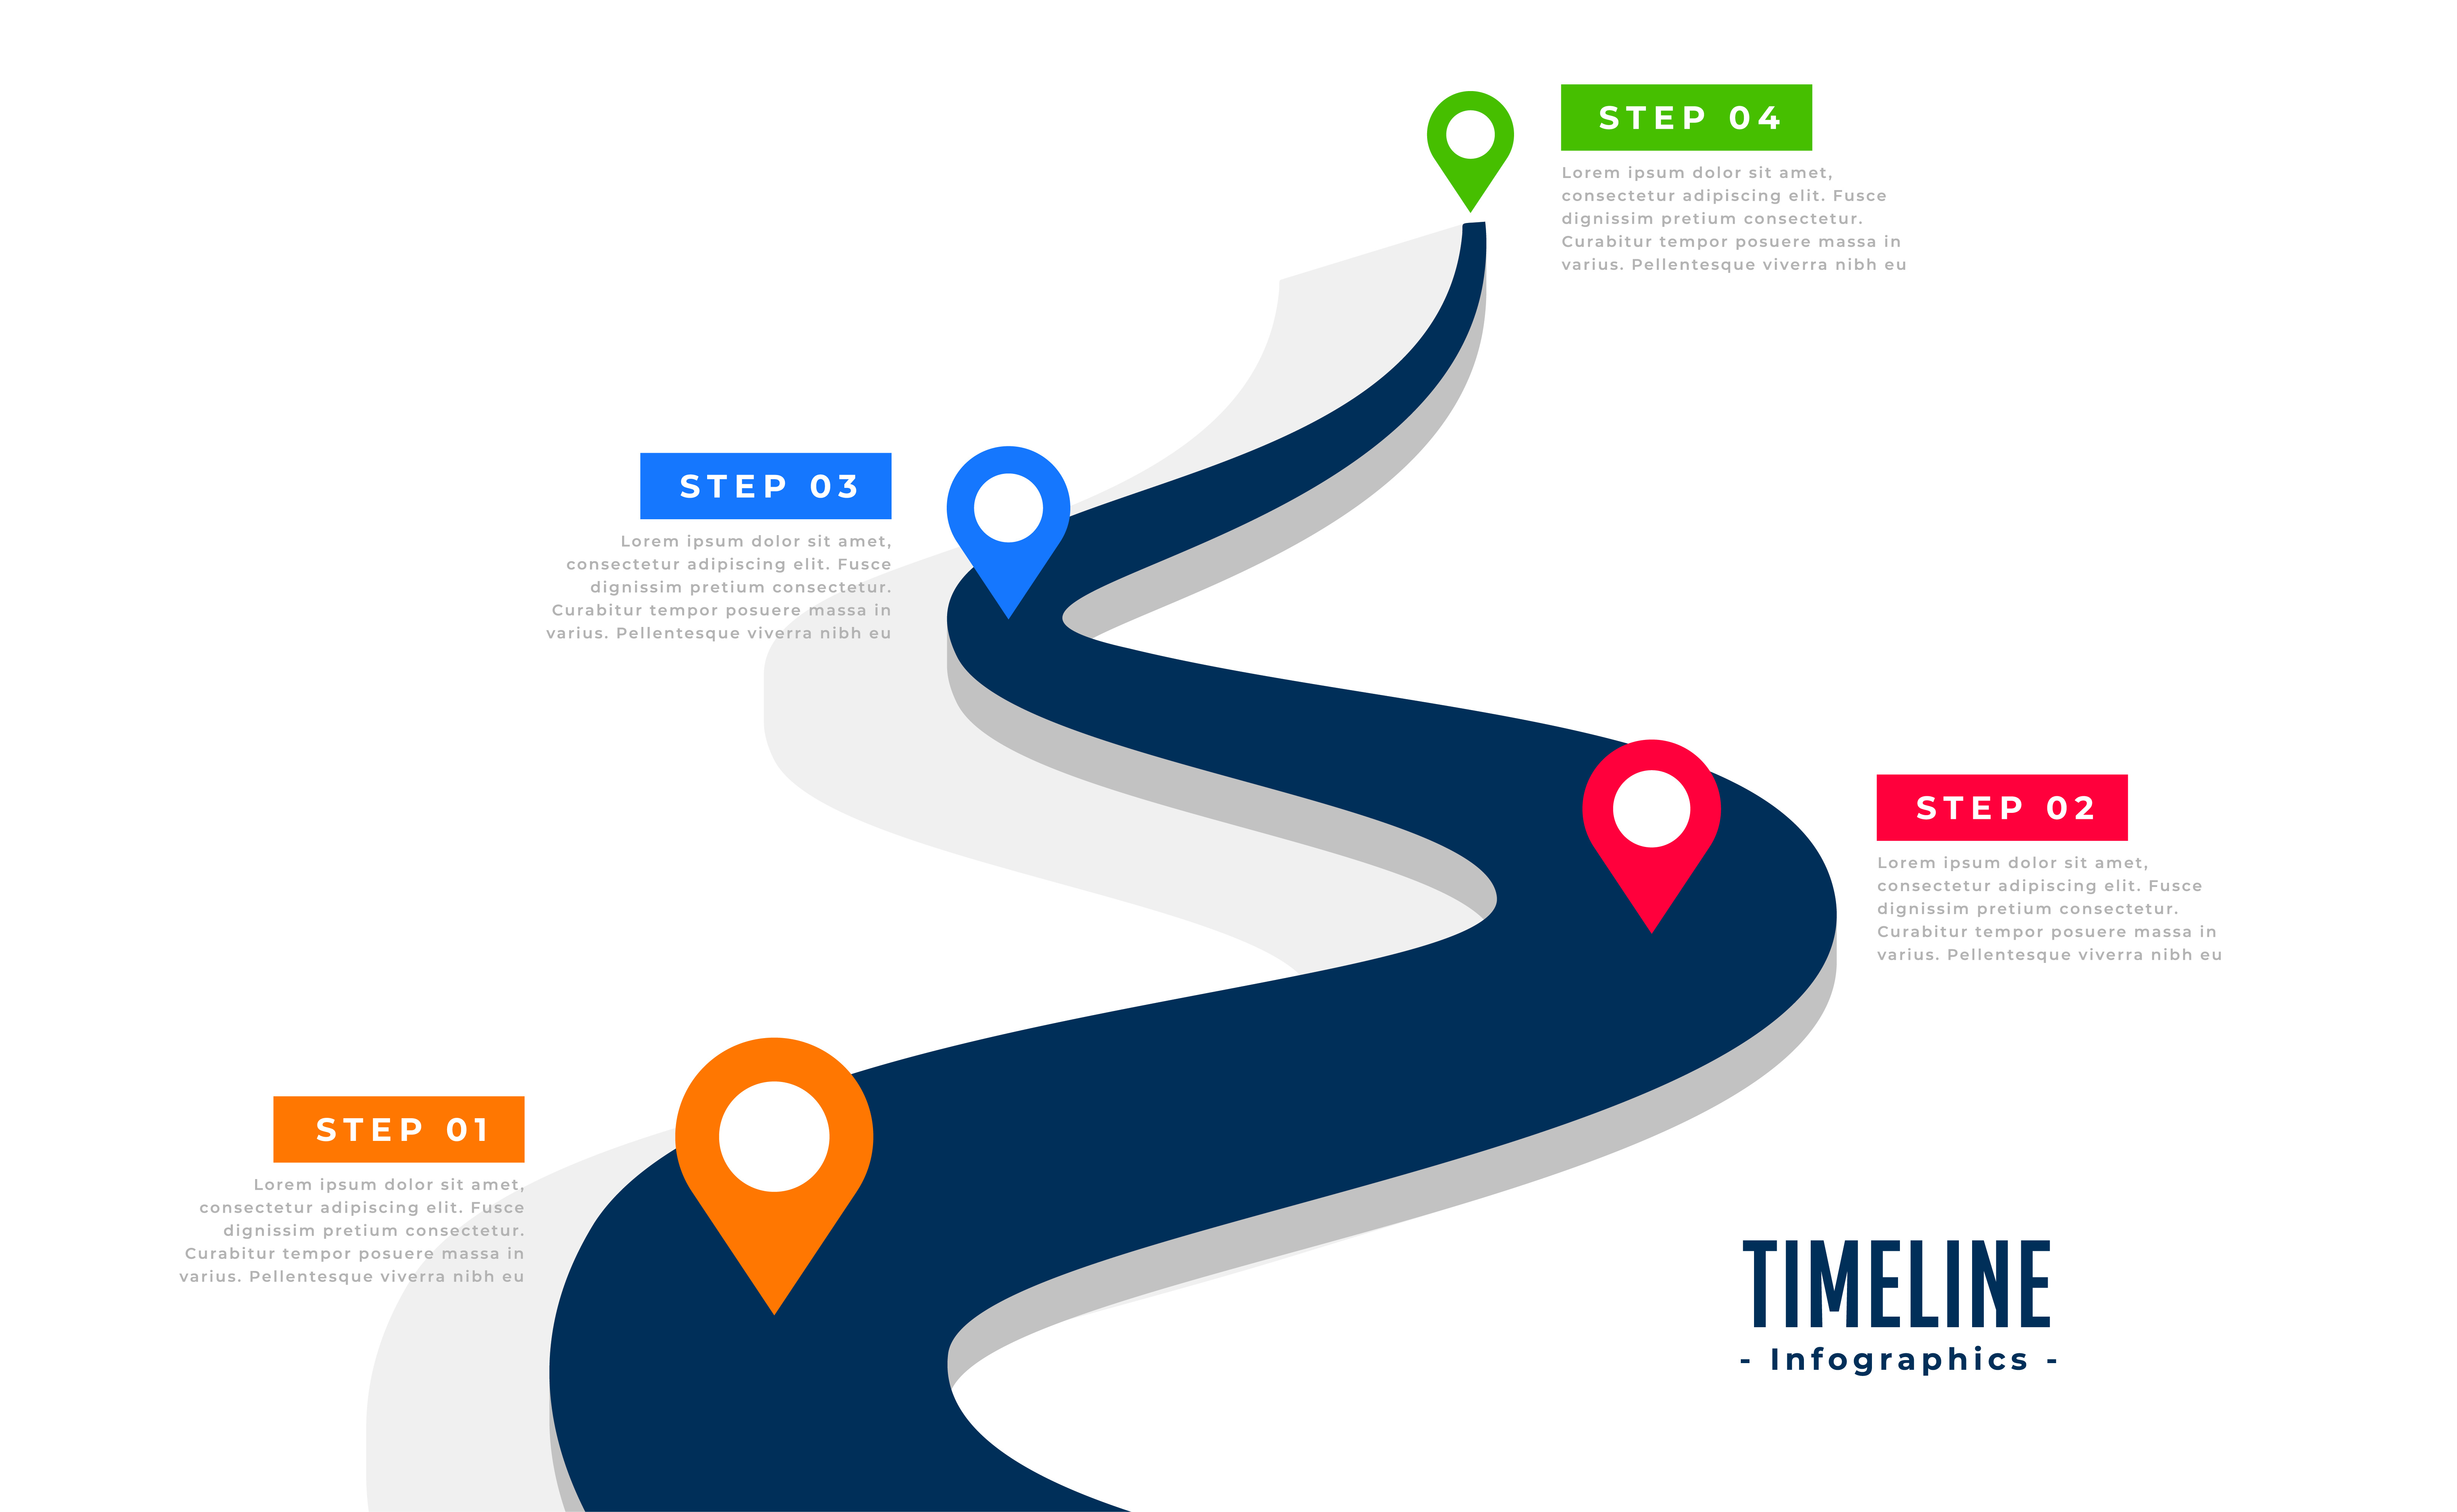 STEP 04
Lorem ipsum dolor sit amet,
consectetur adipiscing elit. Fusce
dignissim pretium consectetur.
Curabitur tempor posuere massa in
varius. Pellentesque viverra nibh eu
STEP 03
Lorem ipsum dolor sit amet,
consectetur adipiscing elit. Fusce
dignissim pretium consectetur.
Curabitur tempor posuere massa in
varius. Pellentesque viverra nibh eu
STEP 02
Lorem ipsum dolor sit amet,
consectetur adipiscing elit. Fusce
dignissim pretium consectetur.
Curabitur tempor posuere massa in
varius. Pellentesque viverra nibh eu
STEP 01
Lorem ipsum dolor sit amet,
consectetur adipiscing elit. Fusce
dignissim pretium consectetur.
Curabitur tempor posuere massa in
varius. Pellentesque viverra nibh eu
TIMELINE
- Infographics -